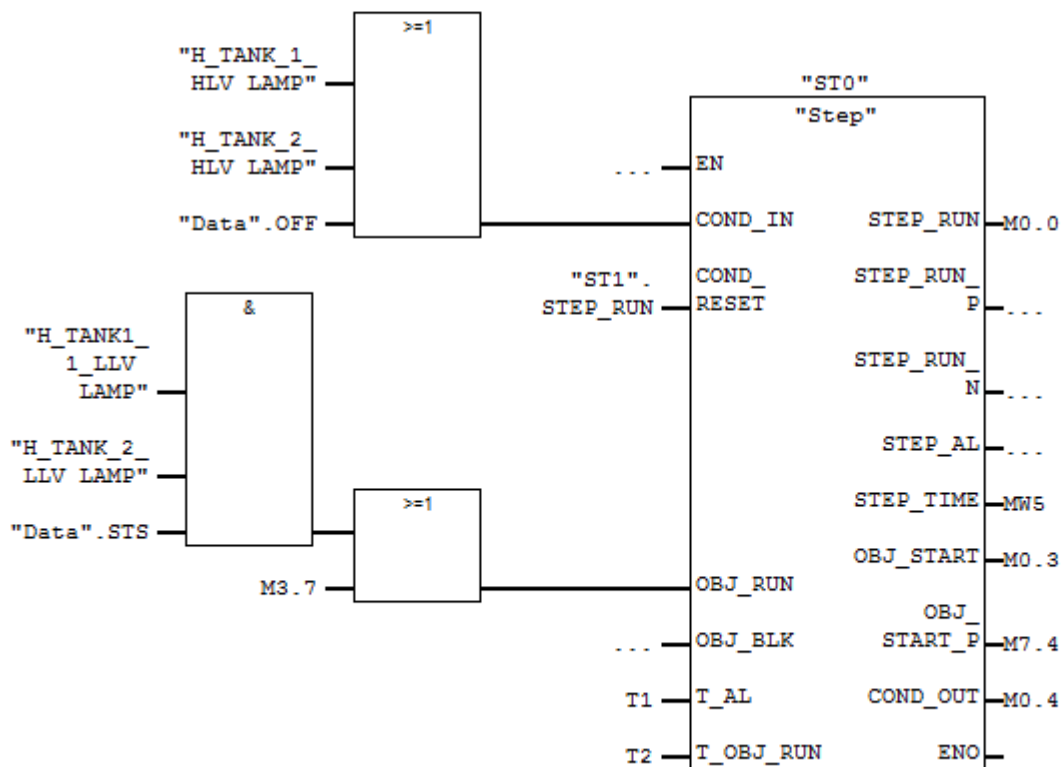 >=1
"H_TANK_1_
HLV LAMP"
"H_TANK_2_
HLV LAMP"
"Data".OFF
"ST0"
"Step"
... EN
COND_IN STEP_RUN M0.0
"ST1".
STEP_RUN
COND_
RESET
STEP_RUN_
P ...
&
"H_TANK1_
1_LLV
LAMP"
STEP_RUN_
N ...
"H_TANK_2_
LLV LAMP"
STEP_AL ...
"Data".STS
>=1
STEP_TIME MW5
OBJ_START M0.3
M3.7
OBJ_RUN
OBJ_
START_P M7.4
... OBJ_BLK
T1 T_AL COND_OUT M0.4
T2 T_OBJ_RUN ENO